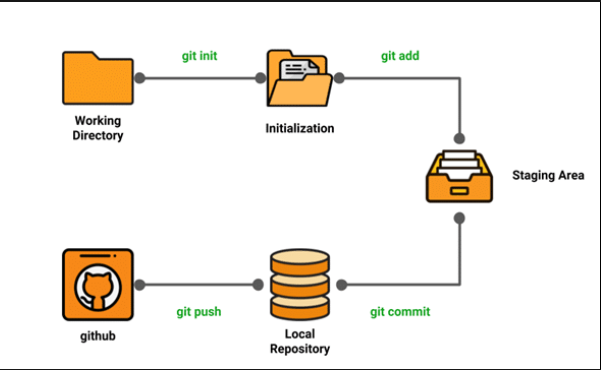 git init
git add
Working
Directory
Initialization
Staging Area
git push
git commit
github
Local
Repository